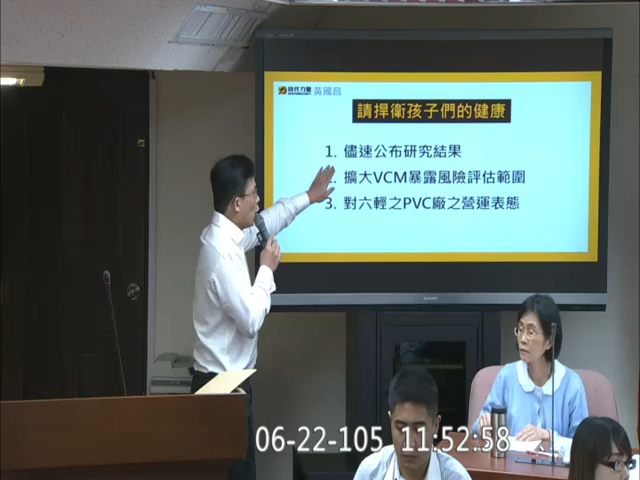 時代力量 黃國昌
請捍衛孩子們的健康
1. 儘速公布研究結果
2. 擴大VCM暴露風險評估範圍
3. 對六輕之PVC廠之營運表態
06-22-105 11:52:58